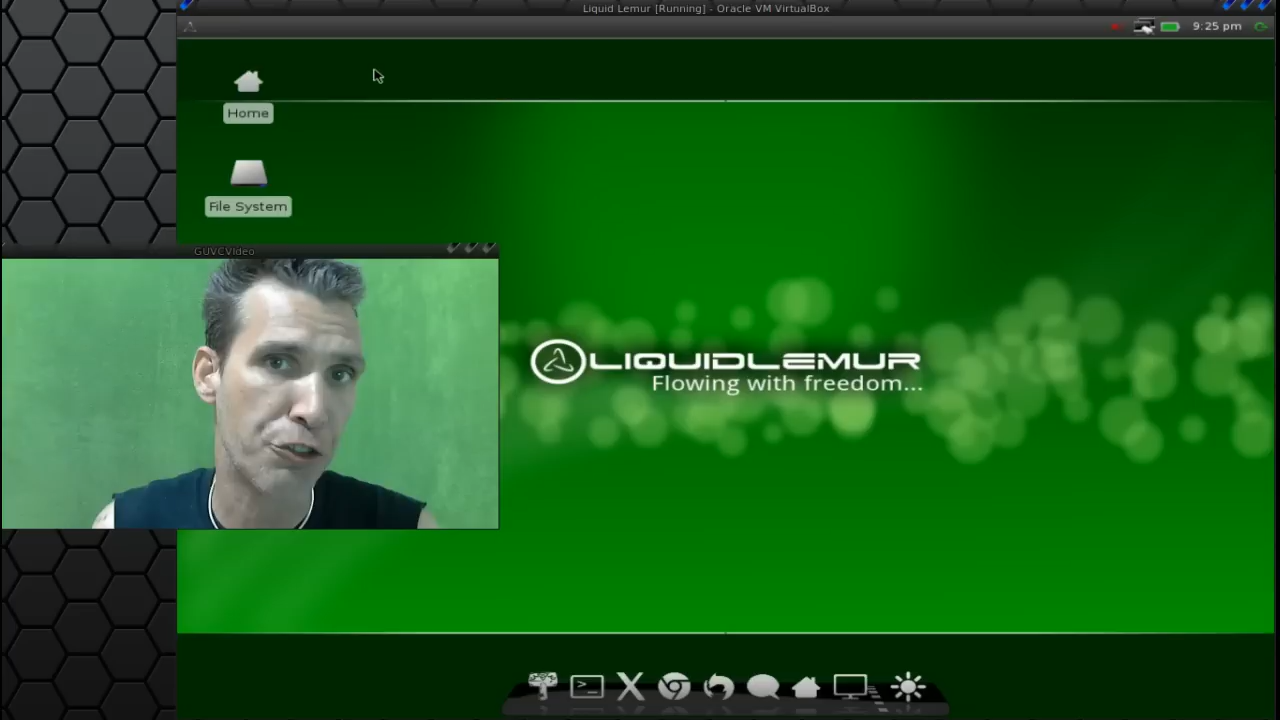 Liquid Lemur [Running] - Oracle VM VirtualBox
9:25 pm
Home
File System
GUVCVideo
LIQUIDLEMUR
Flowing with freedom...